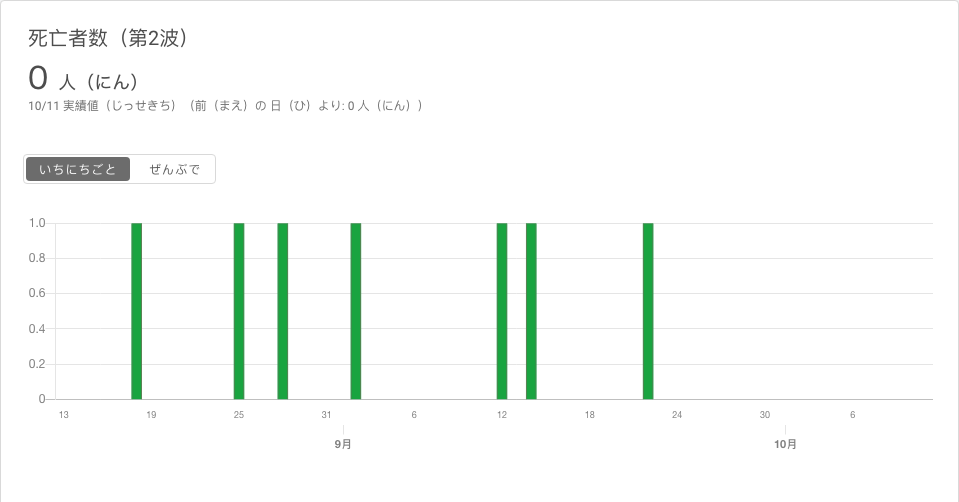 死亡者数（第2波）
0 人（にん）
10/11 実績値（じっせきち）（前（まえ）の 日（ひ）より: 0 人（にん））
いちにちごと ぜんぶで
1.0
0.8
0.6
0.4
0.2
0
13 19 25 31 6 12 18 24 30 6
9月 10月